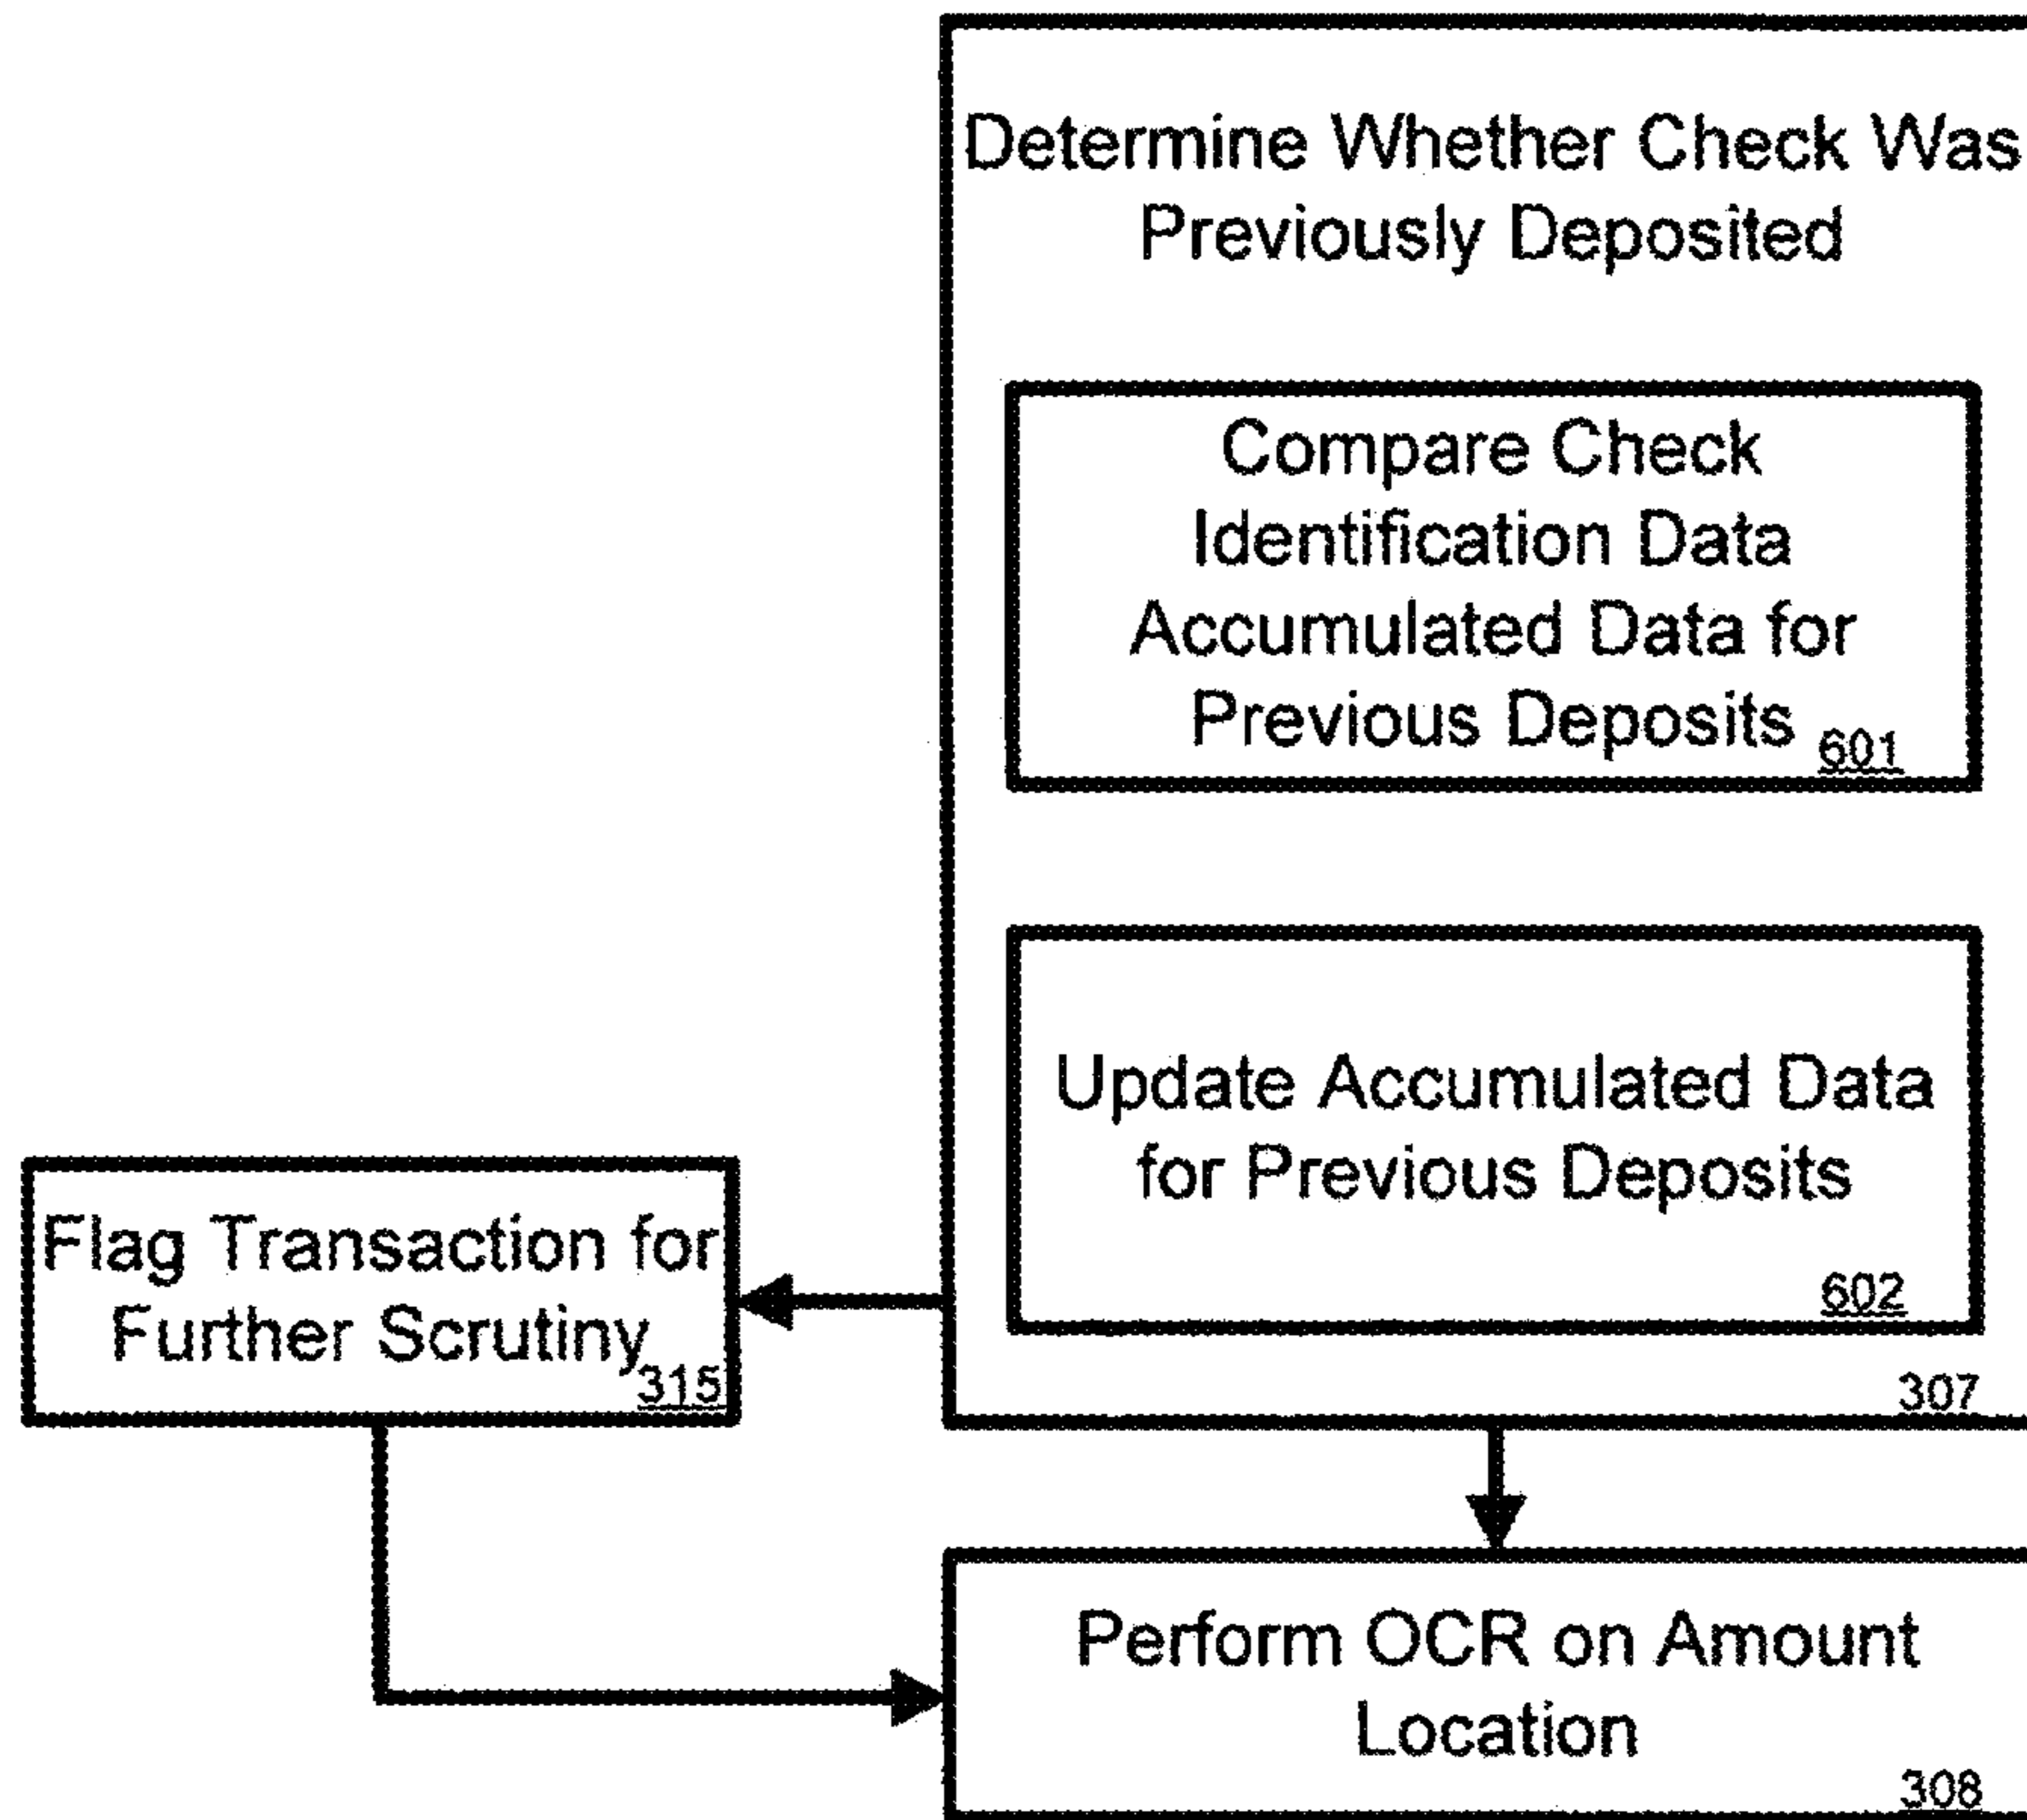 Determine Whether Check Was
Previously Deposited
Compare Check
Identification Data
Accumulated Data for
Previous Deposits
601
Update Accumulated Data
for Previous Deposits
602
307
Flag Transaction for
Further Scrutiny
315
Perform OCR on Amount
Location
308